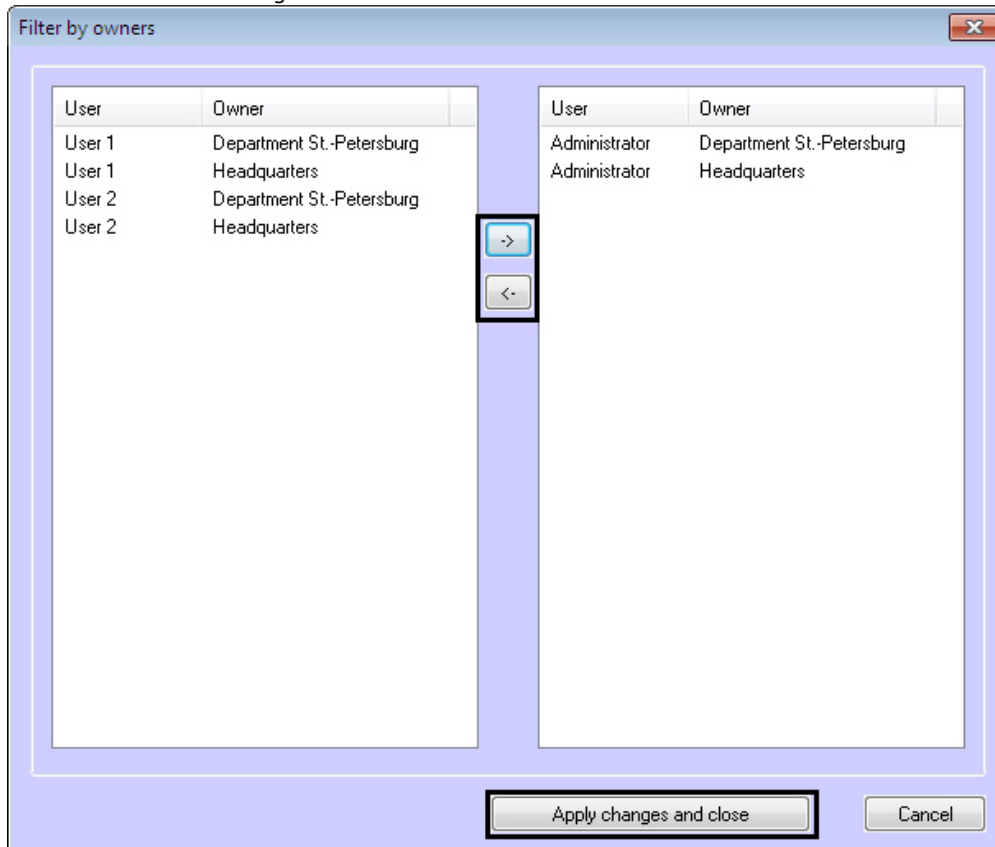 Filter by owners
User Owner
User 1 Department St.-Petersburg
User 1 Headquarters
User 2 Department St.-Petersburg
User 2 Headquarters
->
<-
User Owner
Administrator Department St.-Petersburg
Administrator Headquarters
Apply changes and close Cancel